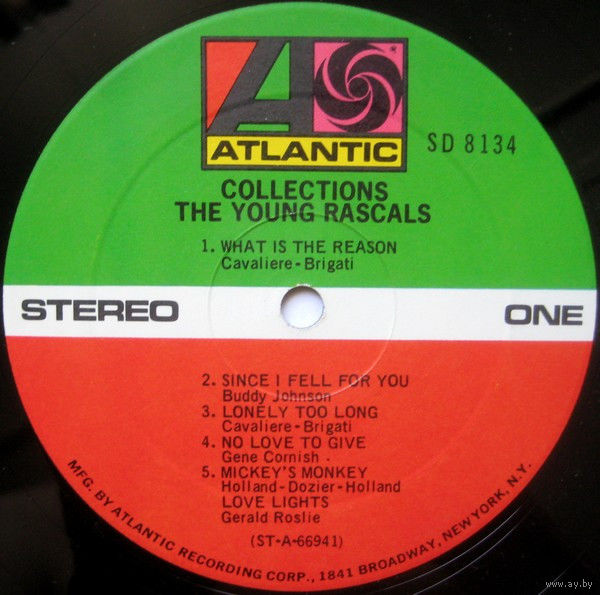 ATLANTIC
SD 8134
COLLECTIONS
THE YOUNG RASCALS
1. WHAT IS THE REASON
Cavaliere-Brigati
STEREO
ONE
2. SINCE I FELL FOR YOU
Buddy Johnson
3. LONELY TOO LONG
Cavaliere-Brigati
4. NO LOVE TO GIVE
Gene Cornish
5. MICKEY'S MONKEY
Holland-Dozier-Holland
LOVE LIGHTS
Gerald Roslie
(ST-A-66941)
MFG. BY ATLANTIC RECORDING CORP., 1841 BROADWAY, NEW YORK, N.Y.
www.ay.by